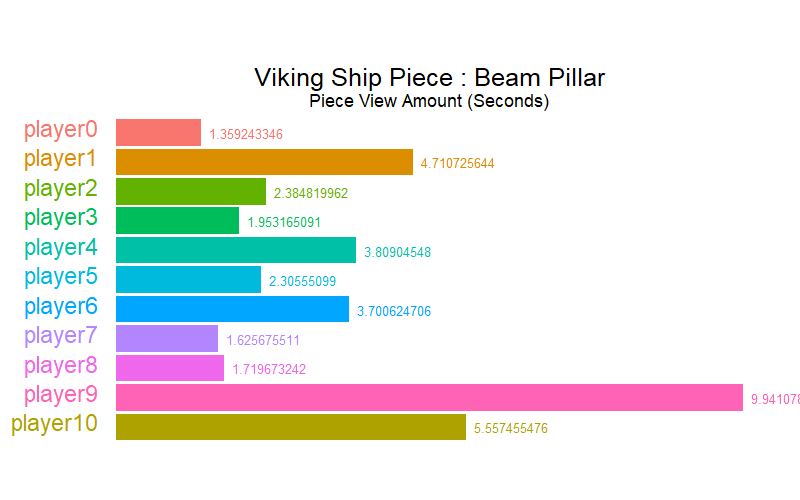 Viking Ship Piece : Beam Pillar
Piece View Amount (Seconds)
player0 1.359243346
player1 4.710725644
player2 2.384819962
player3 1.953165091
player4 3.80904548
player5 2.30555099
player6 3.700624706
player7 1.625675511
player8 1.719673242
player9 9.941078
player10 5.557455476